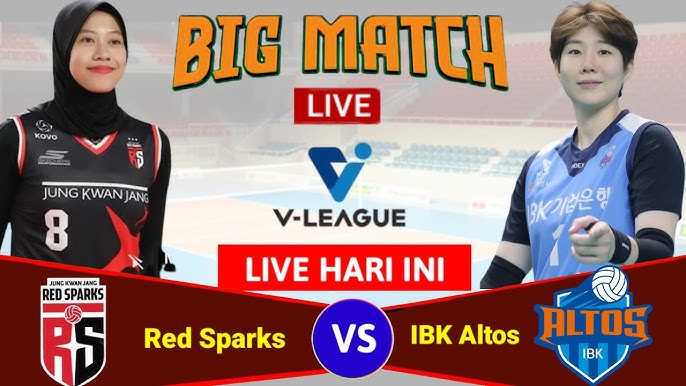 BIG MATCH
LIVE
V-LEAGUE
KOVO
RS
JUNG KWAN JANG
8
IBK기업은행
LIVE HARI INI
JUNG KWAN JANG
RED SPARKS
RS
Red Sparks
VS
IBK Altos
ALTOS
IBK